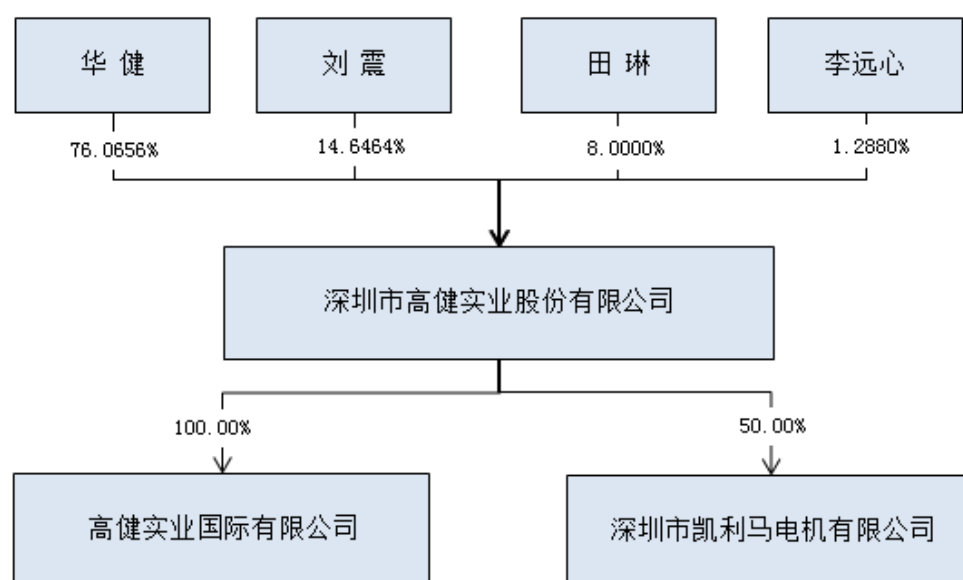 华 健
刘 震
田 琳
李远心
76.0656%
14.6464%
8.0000%
1.2880%
深圳市高健实业股份有限公司
100.00%
50.00%
高健实业国际有限公司
深圳市凯利马电机有限公司